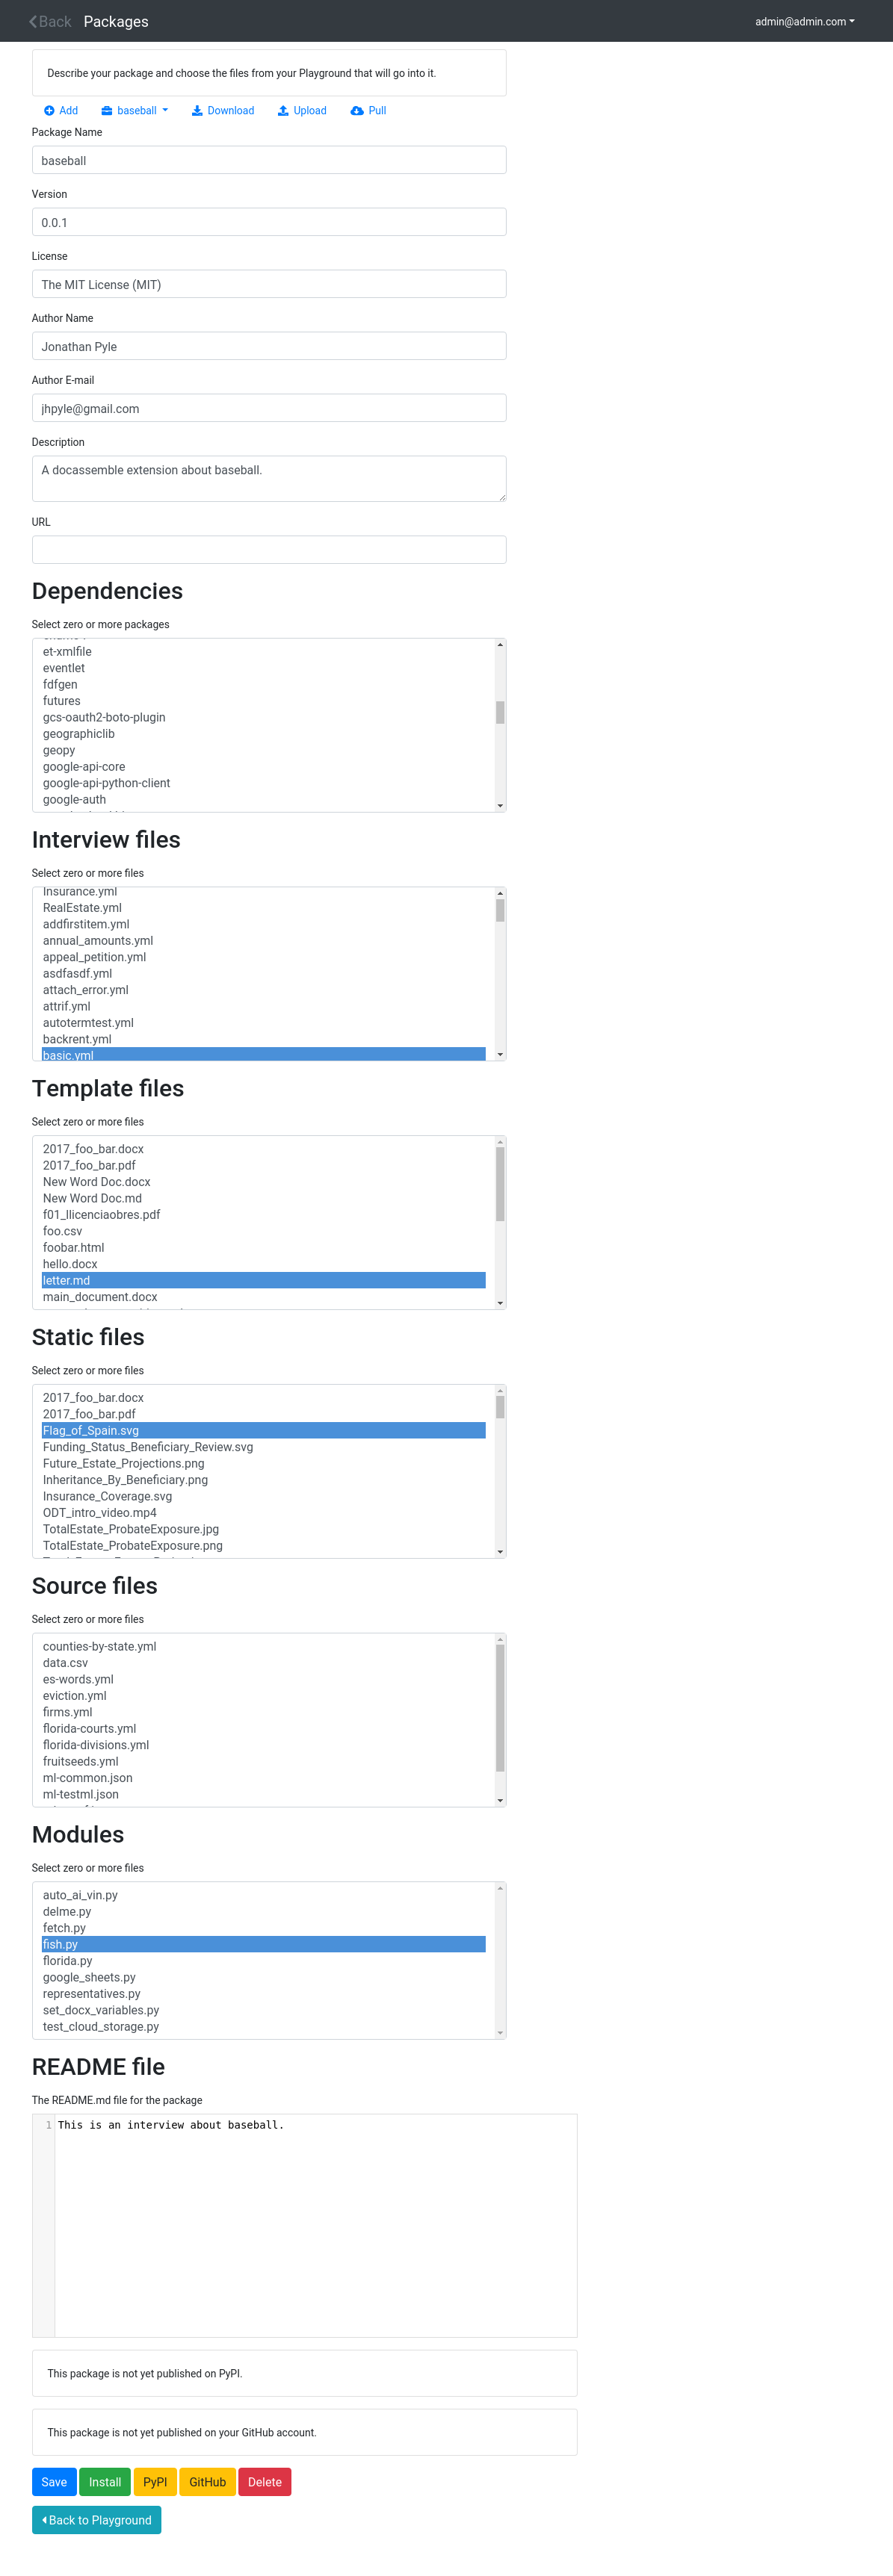 Back Packages admin@admin.com
Describe your package and choose the files from your Playground that will go into it.
Add baseball Download Upload Pull
Package Name
baseball
Version
0.0.1
License
The MIT License (MIT)
Author Name
Jonathan Pyle
Author E-mail
jhpyle@gmail.com
Description
A docassemble extension about baseball.
URL
Dependencies
Select zero or more packages
et-xmlfile
eventlet
fdfgen
futures
gcs-oauth2-boto-plugin
geographiclib
geopy
google-api-core
google-api-python-client
google-auth
Interview files
Select zero or more files
Insurance.yml
RealEstate.yml
addfirstitem.yml
annual_amounts.yml
appeal_petition.yml
asdfasdf.yml
attach_error.yml
attrif.yml
autotermtest.yml
backrent.yml
basic.yml
Template files
Select zero or more files
2017_foo_bar.docx
2017_foo_bar.pdf
New Word Doc.docx
New Word Doc.md
f01_llicenciaobres.pdf
foo.csv
foobar.html
hello.docx
letter.md
main_document.docx
Static files
Select zero or more files
2017_foo_bar.docx
2017_foo_bar.pdf
Flag_of_Spain.svg
Funding_Status_Beneficiary_Review.svg
Future_Estate_Projections.png
Inheritance_By_Beneficiary.png
Insurance_Coverage.svg
ODT_intro_video.mp4
TotalEstate_ProbateExposure.jpg
TotalEstate_ProbateExposure.png
Source files
Select zero or more files
counties-by-state.yml
data.csv
es-words.yml
eviction.yml
firms.yml
florida-courts.yml
florida-divisions.yml
fruitseeds.yml
ml-common.json
ml-testml.json
Modules
Select zero or more files
auto_ai_vin.py
delme.py
fetch.py
fish.py
florida.py
google_sheets.py
representatives.py
set_docx_variables.py
test_cloud_storage.py
README file
The README.md file for the package
1 This is an interview about baseball.
This package is not yet published on PyPI.
This package is not yet published on your GitHub account.
Save Install PyPI GitHub Delete
Back to Playground